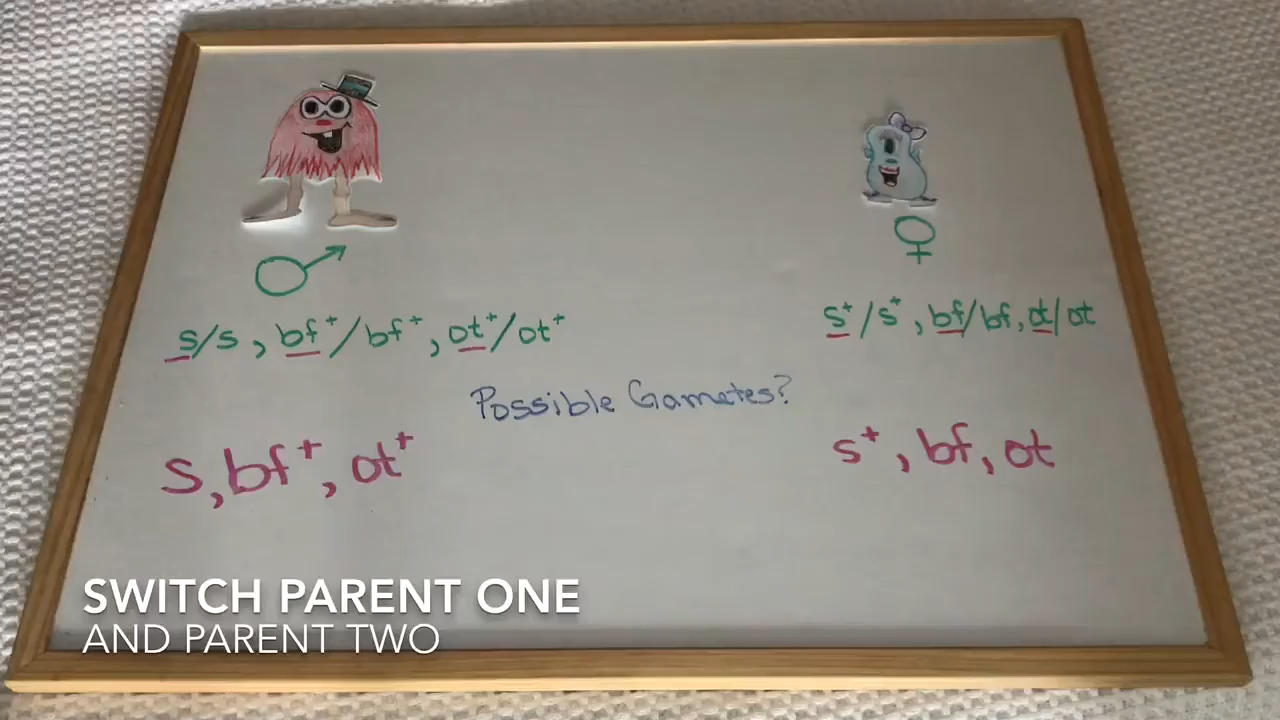 s/s, bf⁺/bf⁺, ot⁺/ot⁺
s⁺/s⁺, bf/bf, ot/ot
Possible Gametes?
s, bf⁺, ot⁺
s⁺, bf, ot
SWITCH PARENT ONE
AND PARENT TWO